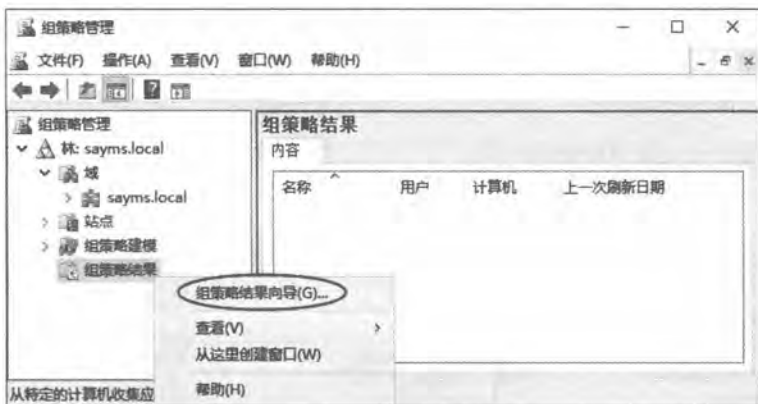 组策略管理
文件(F) 操作(A) 查看(V) 窗口(W) 帮助(H)
组策略管理
林: sayms.local
域
sayms.local
站点
组策略建模
组策略结果
组策略结果
内容
名称 用户 计算机 上一次刷新日期
组策略结果向导(G)...
查看(V)
从这里创建窗口(W)
帮助(H)
从特定的计算机收集应